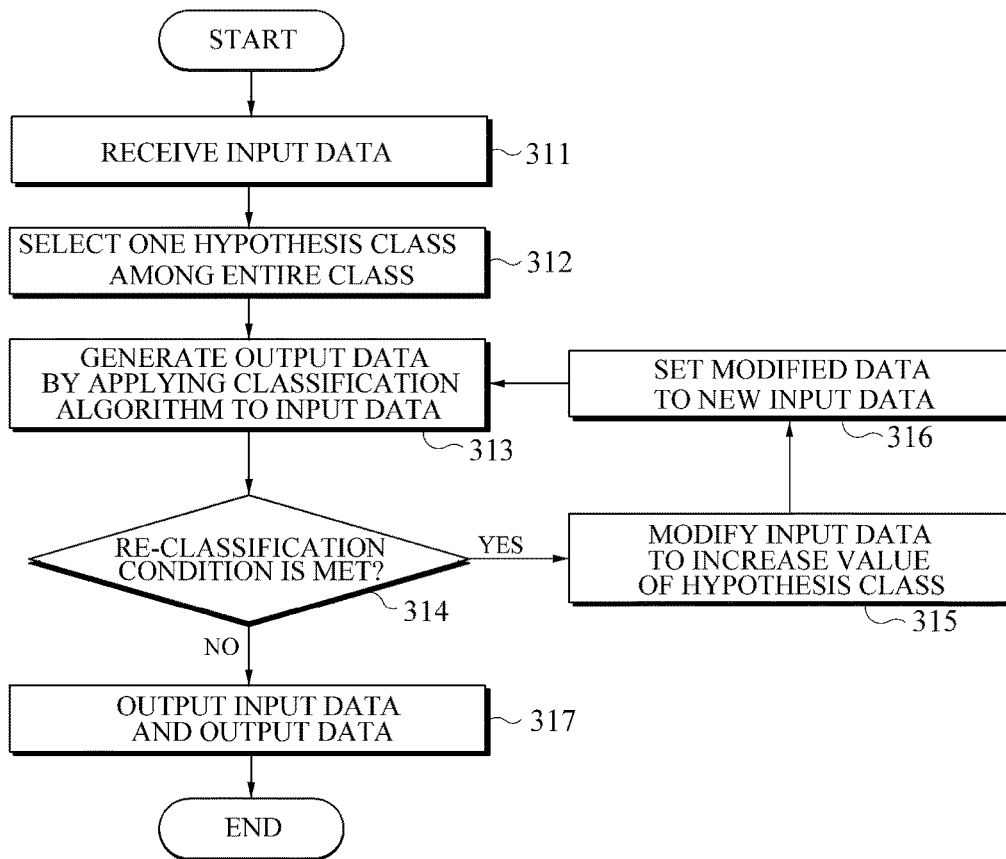 START
RECEIVE INPUT DATA
311
SELECT ONE HYPOTHESIS CLASS
AMONG ENTIRE CLASS
312
GENERATE OUTPUT DATA
BY APPLYING CLASSIFICATION
ALGORITHM TO INPUT DATA
313
SET MODIFIED DATA
TO NEW INPUT DATA
316
RE-CLASSIFICATION
CONDITION IS MET?
314
YES
MODIFY INPUT DATA
TO INCREASE VALUE
OF HYPOTHESIS CLASS
315
NO
OUTPUT INPUT DATA
AND OUTPUT DATA
317
END